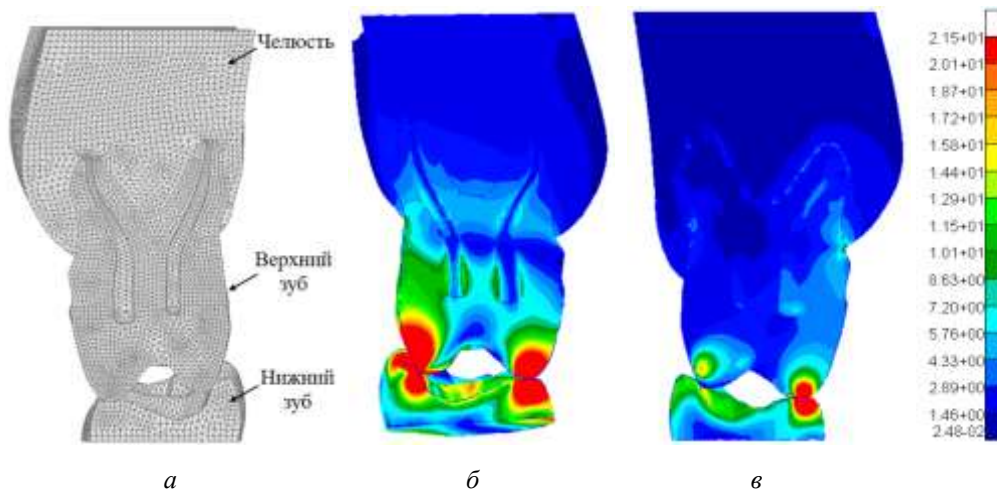 Челюсть
Верхний
зуб
Нижний
зуб
2.15+01
2.01+01
1.87+01
1.72+01
1.58+01
1.44+01
1.29+01
1.15+01
1.01+01
8.63+00
7.20+00
5.76+00
4.33+00
2.89+00
1.46+00
2.48-02
а б в